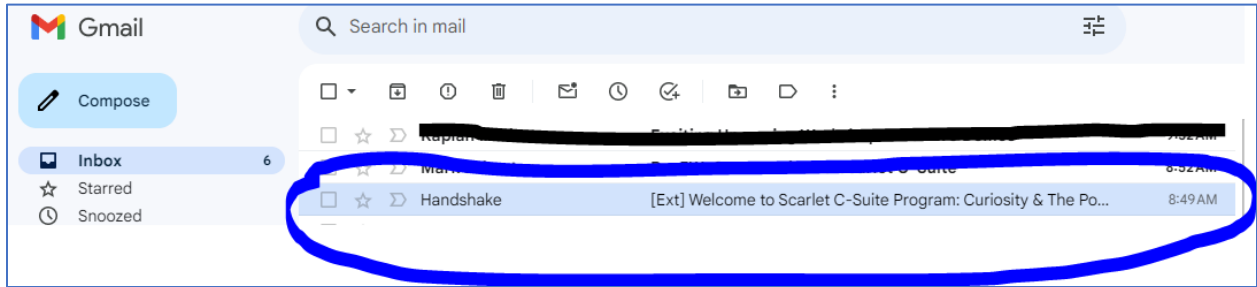 Gmail
Search in mail
Compose
Inbox 6
Starred
Snoozed
8:52 AM
Handshake [Ext] Welcome to Scarlet C-Suite Program: Curiosity & The Po... 8:49 AM